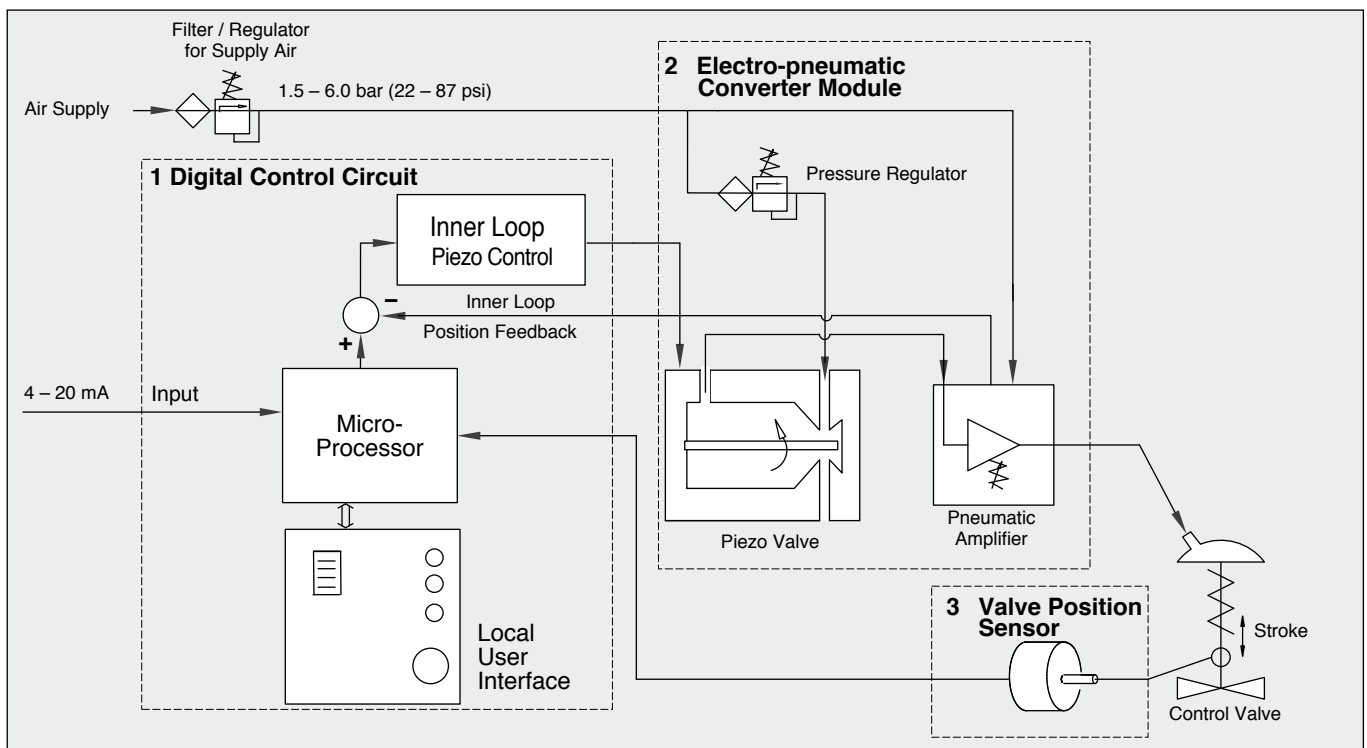 Filter / Regulator
for Supply Air
Air Supply
1.5 – 6.0 bar (22 – 87 psi)
2 Electro-pneumatic
Converter Module
Pressure Regulator
1 Digital Control Circuit
Inner Loop
Piezo Control
–
Inner Loop
Position Feedback
+
4 – 20 mA
Input
Micro-
Processor
Piezo Valve
Pneumatic
Amplifier
3 Valve Position
Sensor
Stroke
Control Valve
Local
User
Interface